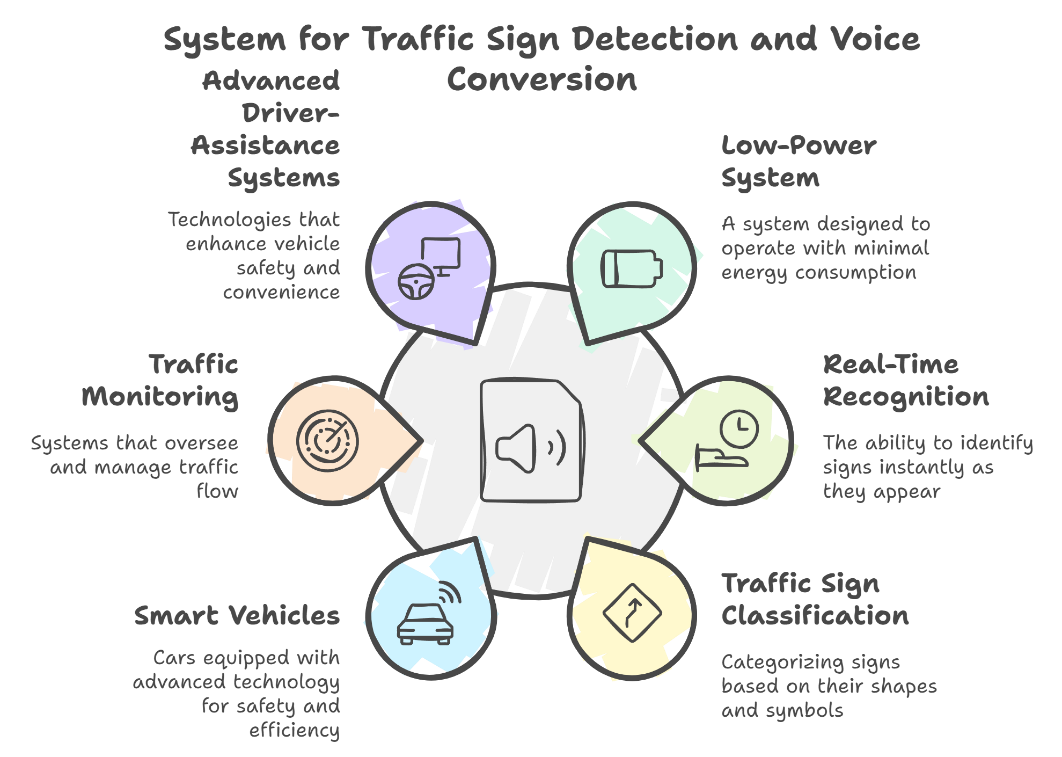 System for Traffic Sign Detection and Voice
Conversion
Advanced
Driver-
Assistance
Systems
Technologies that
enhance vehicle
safety and
convenience
Low-Power
System
A system designed to
operate with minimal
energy consumption
Traffic
Monitoring
Systems that oversee
and manage traffic
flow
Real-Time
Recognition
The ability to identify
signs instantly as
they appear
Smart Vehicles
Cars equipped with
advanced technology
for safety and
efficiency
Traffic Sign
Classification
Categorizing signs
based on their shapes
and symbols